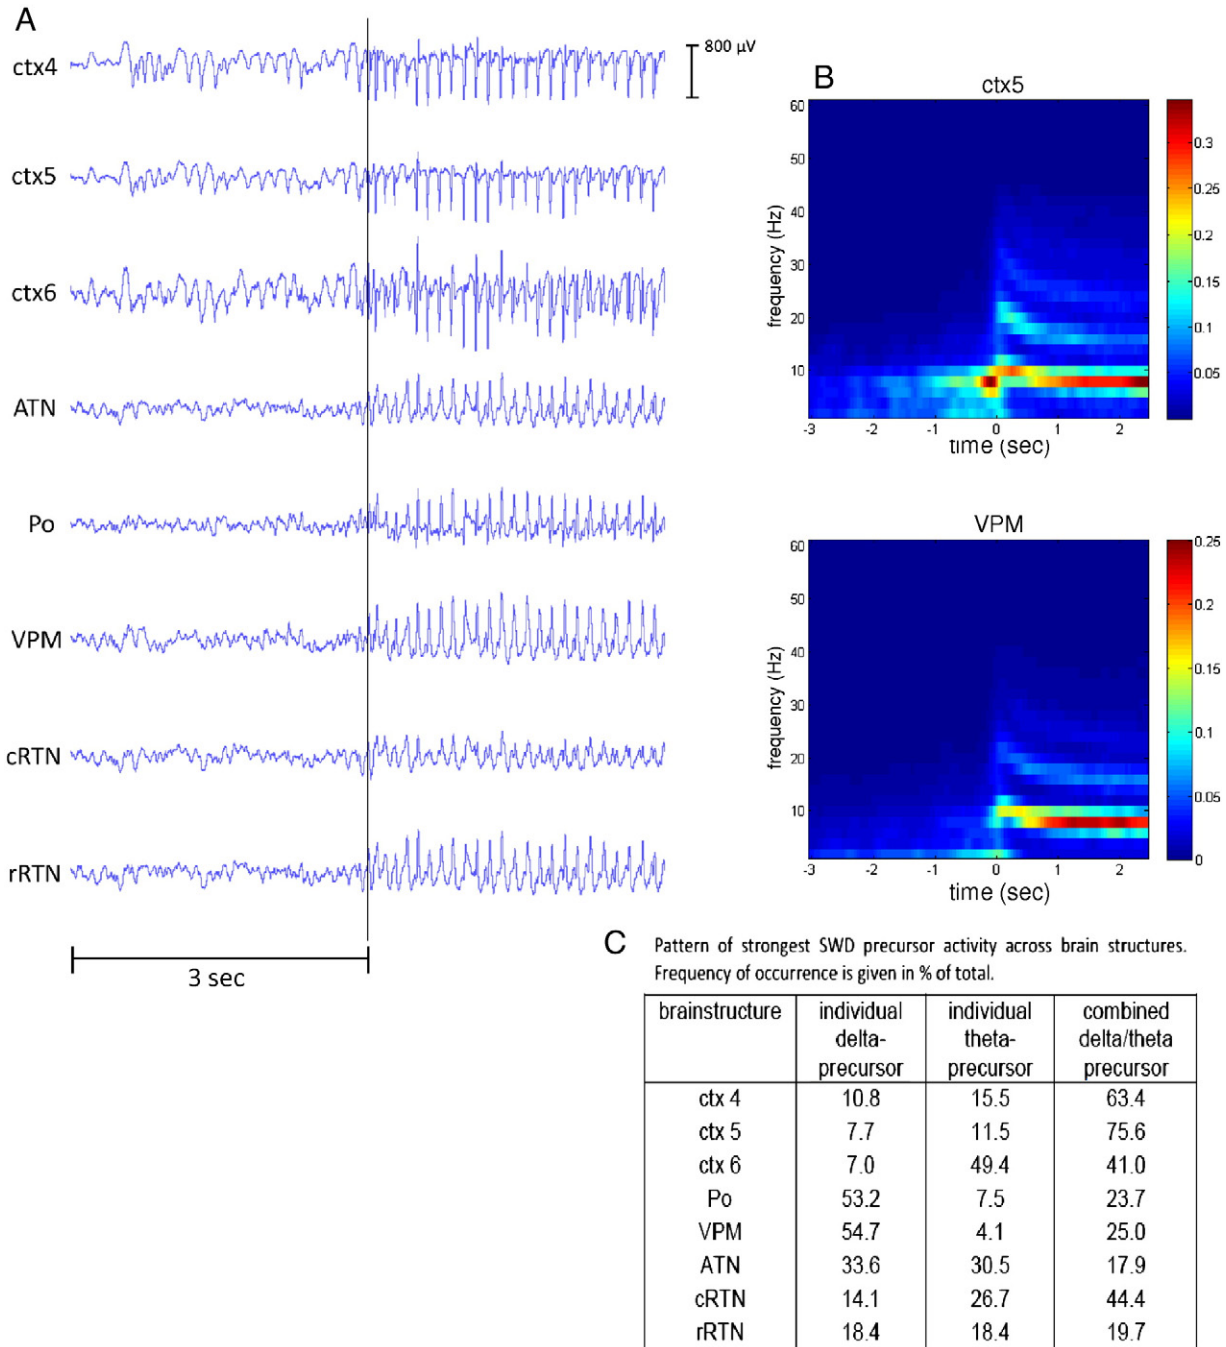 A
ctx4
800 µV
ctx5
ctx6
ATN
Po
VPM
cRTN
rRTN
3 sec
B
ctx5
frequency (Hz)
60
50
40
30
20
10
-3 -2 -1 0 1 2
time (sec)
0.3
0.25
0.2
0.15
0.1
0.05
VPM
frequency (Hz)
60
50
40
30
20
10
-3 -2 -1 0 1 2
time (sec)
0.25
0.2
0.15
0.1
0.05
0
C
Pattern of strongest SWD precursor activity across brain structures.
Frequency of occurrence is given in % of total.
brainstructure individual delta-precursor individual theta-precursor combined delta/theta precursor
ctx 4 10.8 15.5 63.4
ctx 5 7.7 11.5 75.6
ctx 6 7.0 49.4 41.0
Po 53.2 7.5 23.7
VPM 54.7 4.1 25.0
ATN 33.6 30.5 17.9
cRTN 14.1 26.7 44.4
rRTN 18.4 18.4 19.7